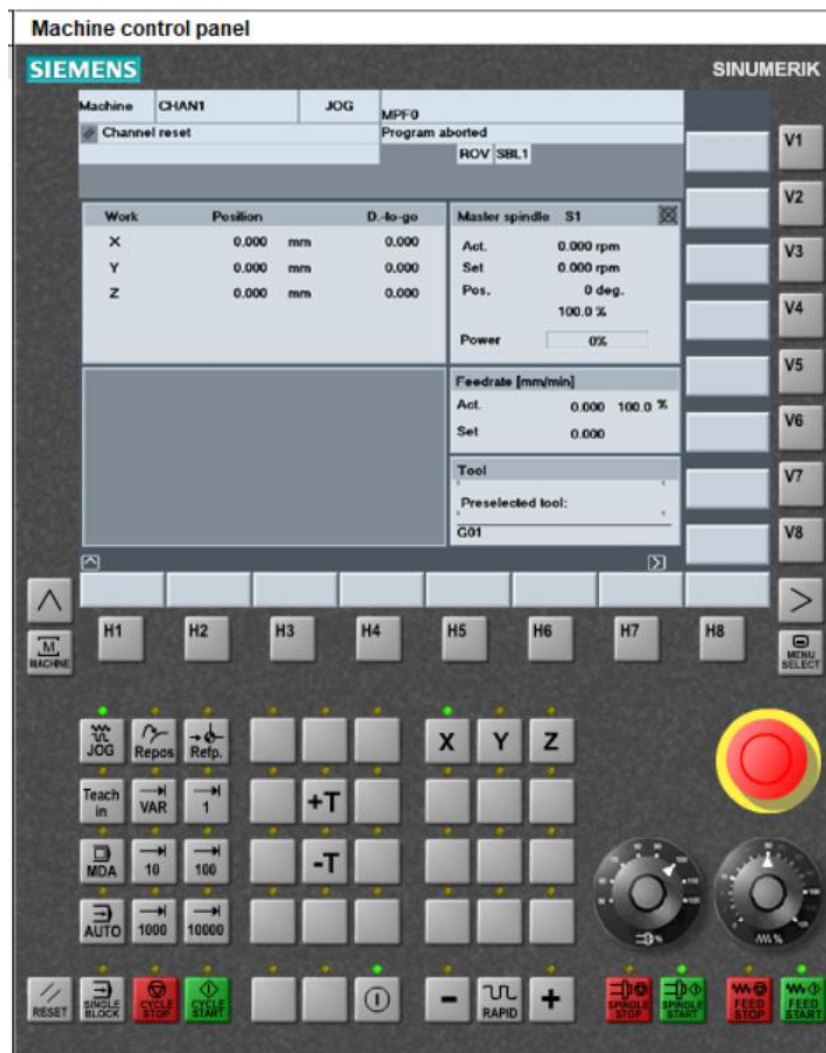 Machine control panel
SIEMENS
SINUMERIK
Machine CHAN1 JOG MPF0
Channel reset Program aborted
ROV SBL1
V1
V2
V3
V4
V5
V6
V7
V8
Work Position D.-to-go
X 0.000 mm 0.000
Y 0.000 mm 0.000
Z 0.000 mm 0.000
Master spindle S1
Act. 0.000 rpm
Set 0.000 rpm
Pos. 0 deg.
100.0 %
Power 0%
Feedrate [mm/min]
Act. 0.000 100.0 %
Set 0.000
Tool
Preselected tool:
G01
H1 H2 H3 H4 H5 H6 H7 H8
M
MACHINE
MENU
SELECT
JOG Repos Refp. X Y Z
Teach in VAR 1 +T
MDA 10 100 -T
AUTO 1000 10000
RESET
SINGLE BLOCK
CYCLE STOP
CYCLE START
- RAPID +
SPINDLE STOP
SPINDLE START
FEED STOP
FEED START